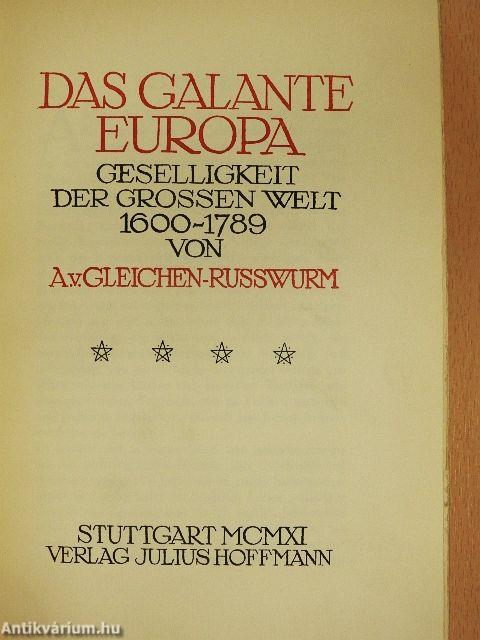 DAS GALANTE
EUROPA
GESELLIGKEIT
DER GROSSEN WELT
1600-1789
VON
A.v.GLEICHEN-RUSSWURM
STUTTGART MCMXI
VERLAG JULIUS HOFFMANN
Antikvárium.hu